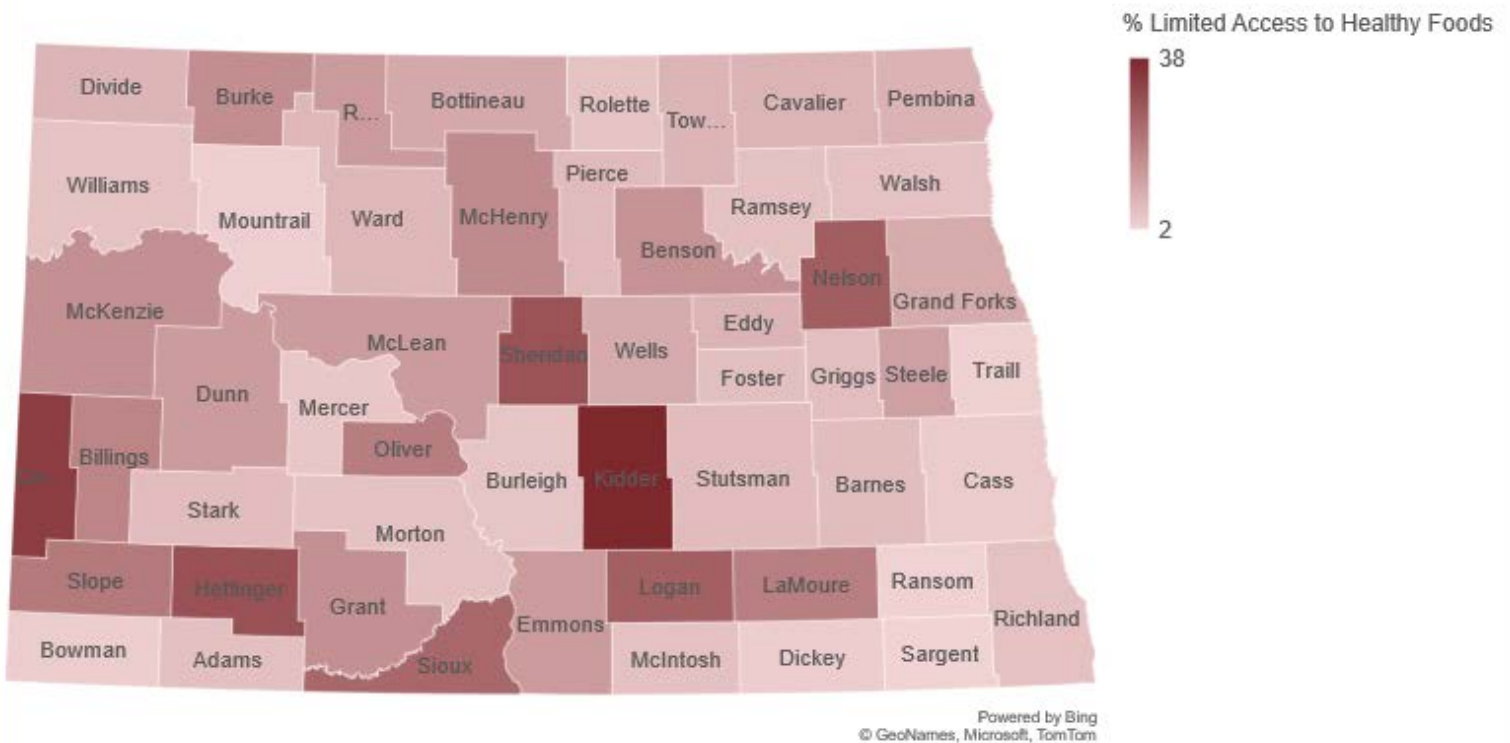 % Limited Access to Healthy Foods
38
2
Divide
Burke
R...
Bottineau
Rolette
Tow...
Cavalier
Pembina
Williams
Mountrail
Ward
McHenry
Pierce
Ramsey
Walsh
Benson
Nelson
Grand Forks
McKenzie
McLean
Sheridan
Wells
Eddy
Foster
Griggs
Steele
Traill
Dunn
Mercer
Oliver
Billings
Burleigh
Kidder
Stutsman
Barnes
Cass
Stark
Morton
Slope
Hettinger
Grant
Logan
LaMoure
Ransom
Richland
Emmons
Bowman
Adams
Sioux
McIntosh
Dickey
Sargent
Powered by Bing
© GeoNames, Microsoft, TomTom